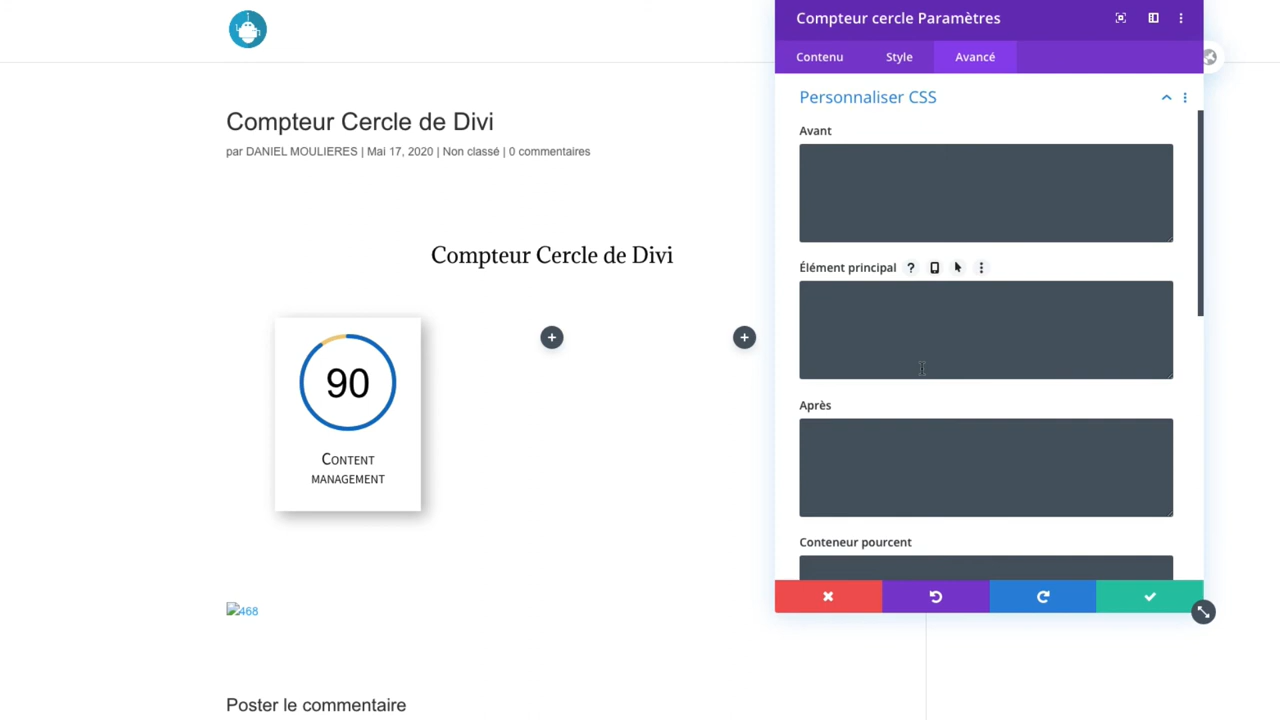 Compteur cercle Paramètres
Contenu Style Avancé
Personnaliser CSS
Avant
Élément principal ?
Après
Conteneur pourcent
Compteur Cercle de Divi
par DANIEL MOULIERES | Mai 17, 2020 | Non classé | 0 commentaires
Compteur Cercle de Divi
90
Content
management
468
Poster le commentaire